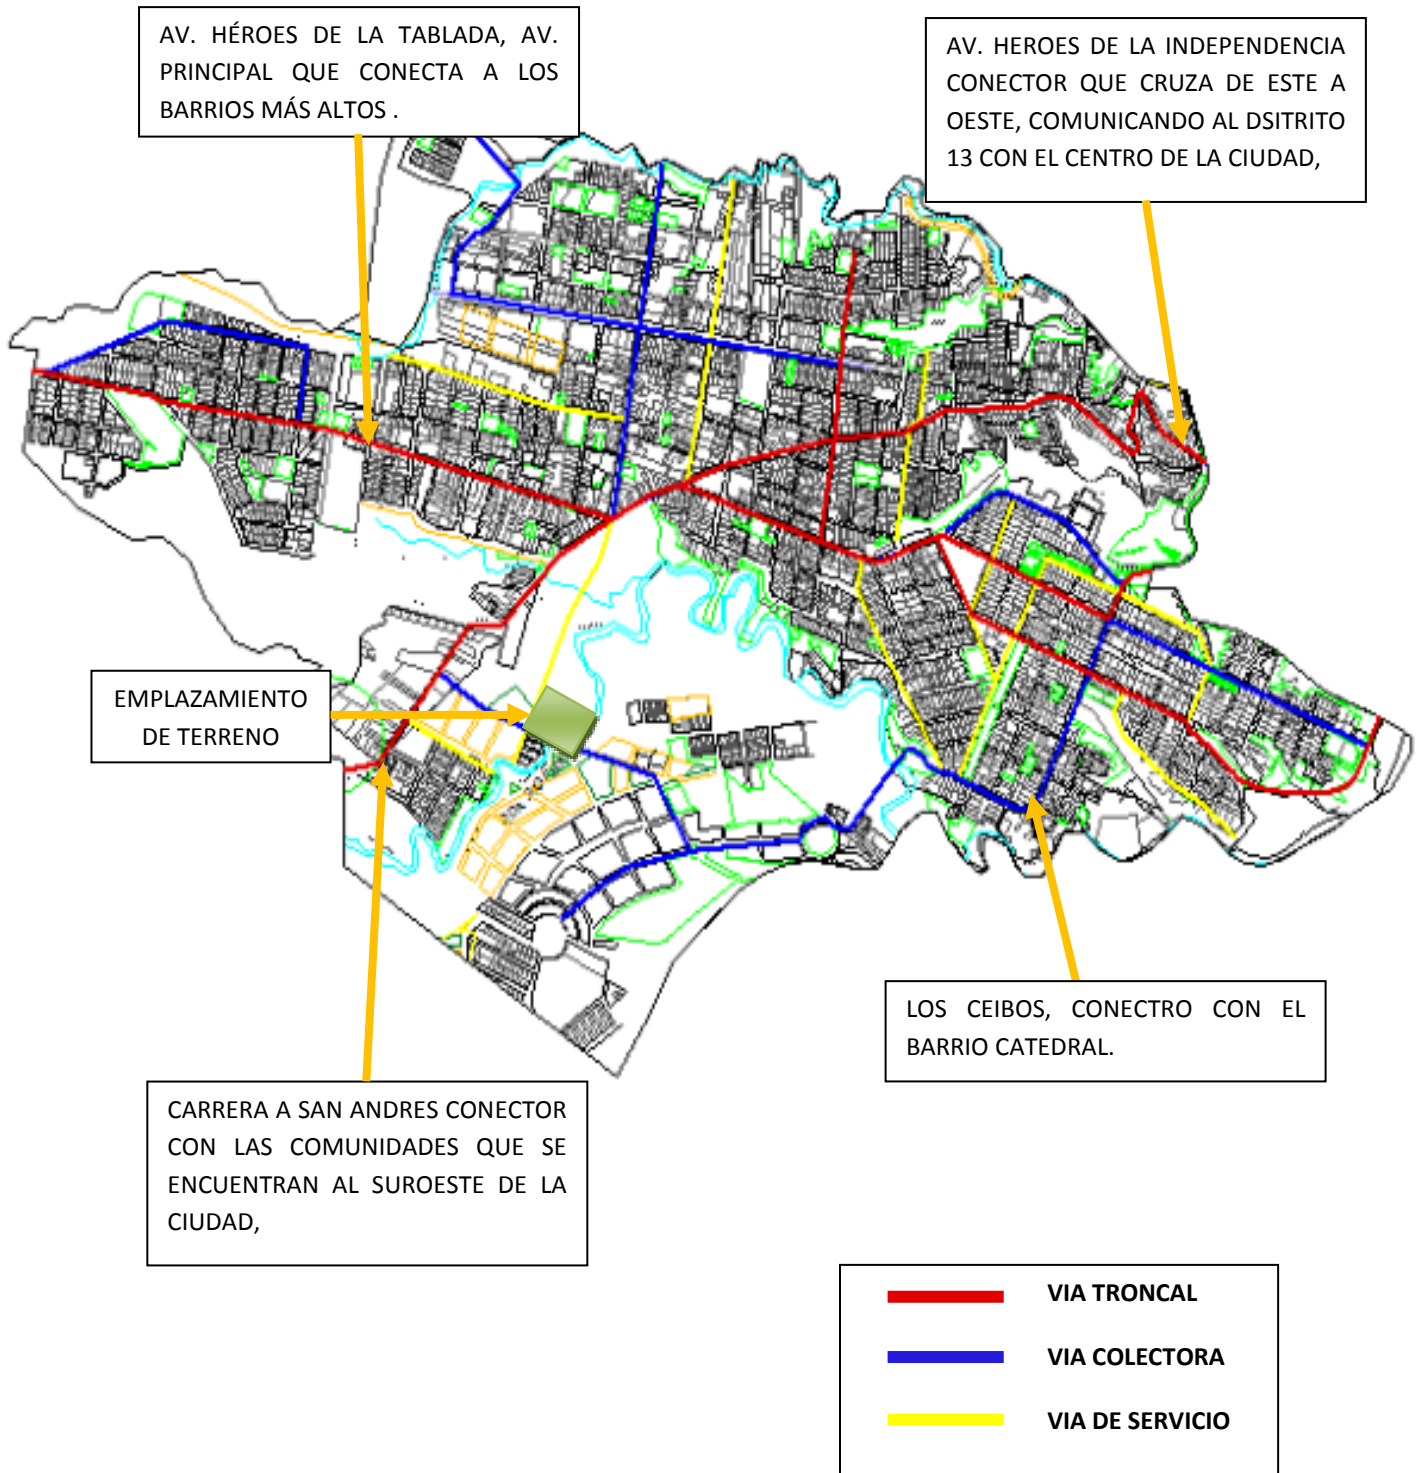 AV. HÉROES DE LA TABLADA, AV.
PRINCIPAL QUE CONECTA A LOS
BARRIOS MÁS ALTOS .
AV. HEROES DE LA INDEPENDENCIA
CONECTOR QUE CRUZA DE ESTE A
OESTE, COMUNICANDO AL DSITRITO
13 CON EL CENTRO DE LA CIUDAD,
EMPLAZAMIENTO
DE TERRENO
LOS CEIBOS, CONECTRO CON EL
BARRIO CATEDRAL.
CARRERA A SAN ANDRES CONECTOR
CON LAS COMUNIDADES QUE SE
ENCUENTRAN AL SUROESTE DE LA
CIUDAD,
VIA TRONCAL
VIA COLECTORA
VIA DE SERVICIO